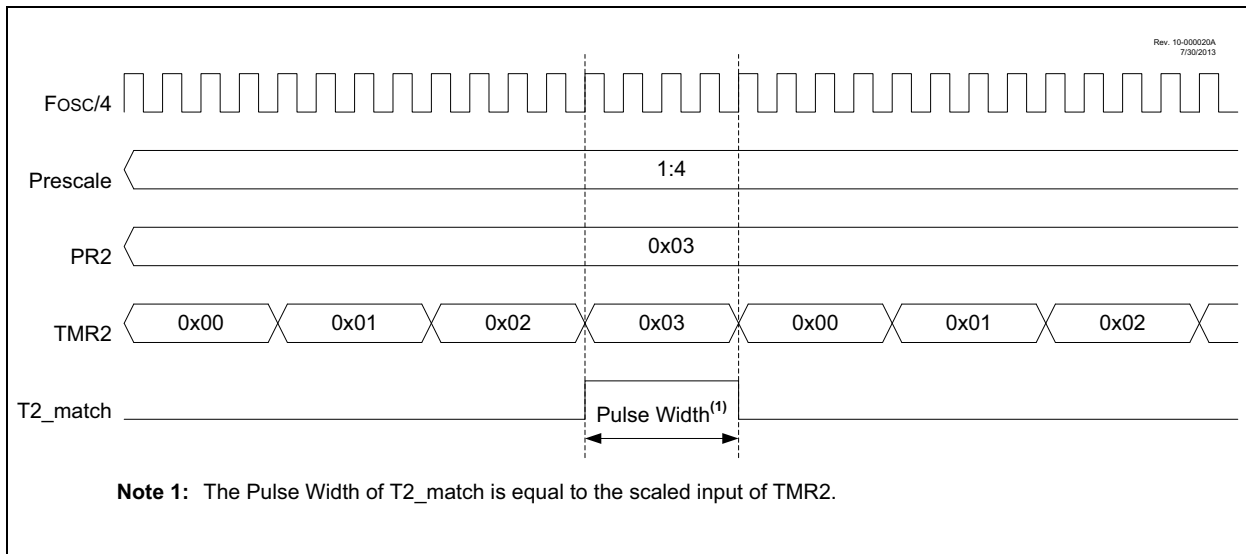 Rev. 10-000020A
7/30/2013
Fosc/4
Prescale
1:4
PR2
0x03
TMR2
0x00 0x01 0x02 0x03 0x00 0x01 0x02
T2_match
Pulse Width(1)
Note 1: The Pulse Width of T2_match is equal to the scaled input of TMR2.